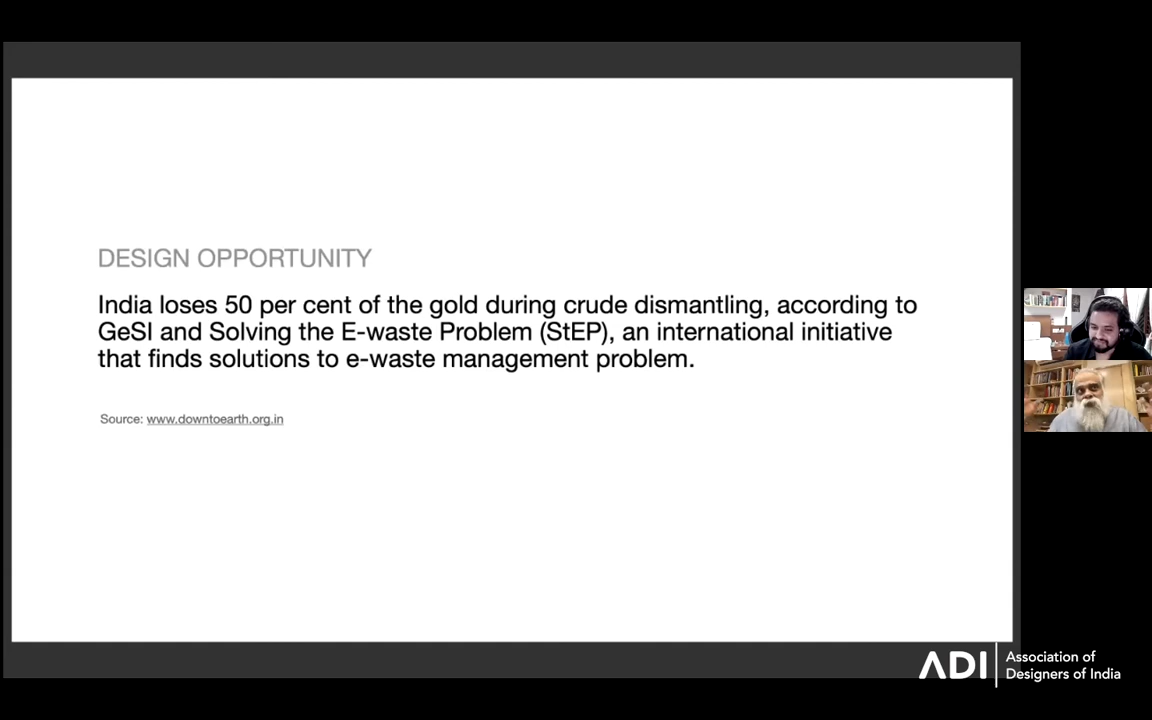 DESIGN OPPORTUNITY
India loses 50 per cent of the gold during crude dismantling, according to
GeSI and Solving the E-waste Problem (StEP), an international initiative
that finds solutions to e-waste management problem.
Source: www.downtoearth.org.in
ADI
Association of
Designers of India